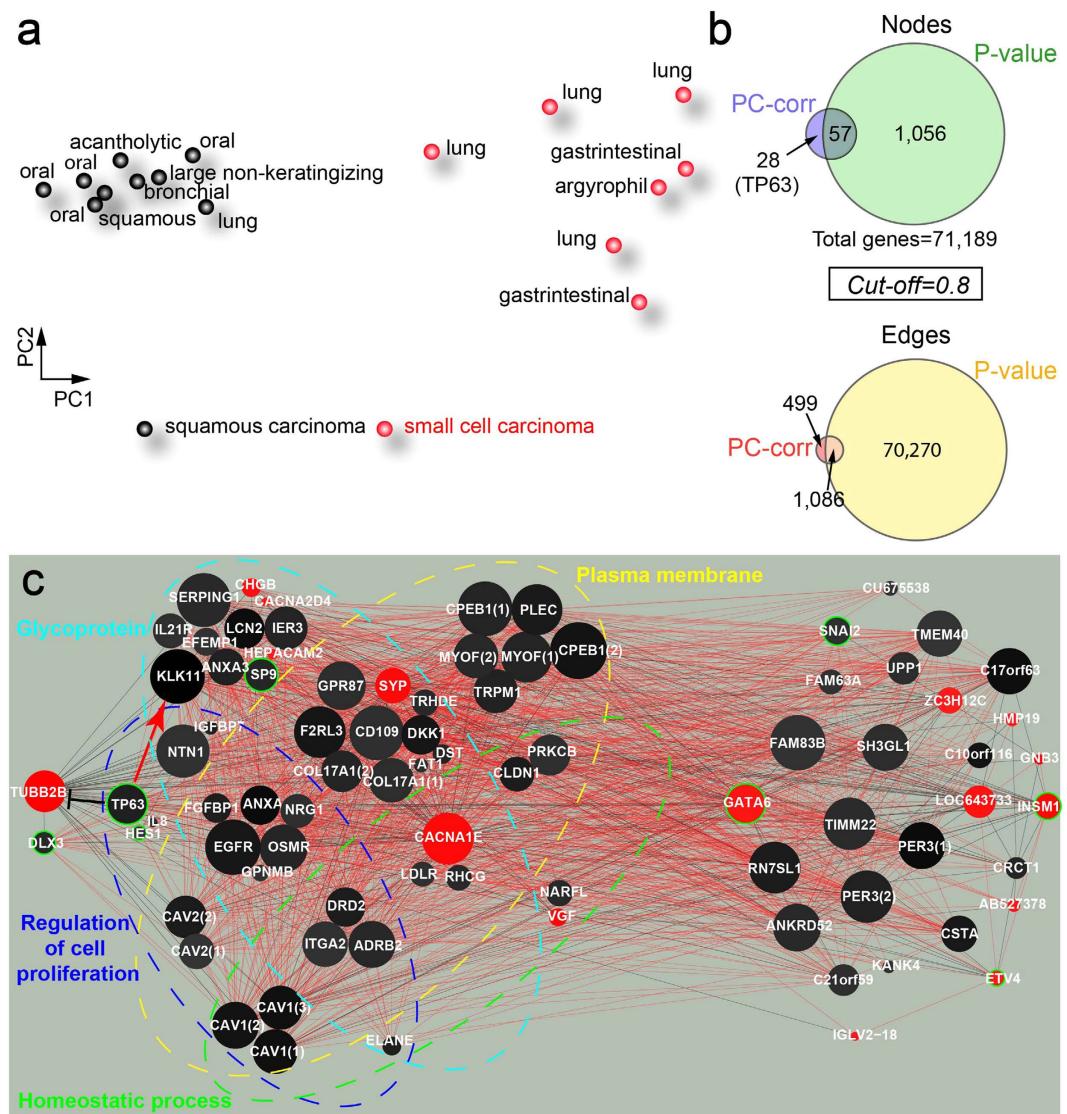 a
lung
lung
lung
gastrintestinal
argyrophil
lung
gastrintestinal
acantholytic
oral
oral
oral
large non-keratingizing
bronchial
oral
squamous
lung
PC2
PC1
squamous carcinoma
small cell carcinoma
b
Nodes
P-value
PC-corr
57
1,056
28
(TP63)
Total genes=71,189
Cut-off=0.8
Edges
P-value
499
PC-corr
70,270
1,086
c
Plasma membrane
Glycoprotein
Regulation
of cell
proliferation
Homeostatic process
CHGB
SERPING1
CACNA2D4
IL21R
LCN2
IER3
EFEMP1
HEPACAM2
KLK11
ANXA3
SP9
IGFBP7
NTN1
TUBB2B
TP63
IL8
HES1
DLX3
FGFBP1
ANXA
NRG1
EGFR
OSMR
GPNMB
CPEB1(1)
PLEC
MYOF(2)
MYOF(1)
CPEB1(2)
GPR87
SYP
TRPM1
TRHDE
F2RL3
CD109
DKK1
DST
FAT1
COL17A1(2)
COL17A1(1)
PRKCB
CLDN1
CACNA1E
LDLR
RHCG
NARFL
VGF
CAV2(2)
CAV2(1)
DRD2
ITGA2
ADRB2
CAV1(3)
CAV1(2)
CAV1(1)
ELANE
CU675538
SNAI2
TMEM40
FAM63A
UPP1
C17orf63
ZC3H12C
HMP19
FAM83B
SH3GL1
C10orf116
GNB3
GATA6
LOC643733
INSM1
TIMM22
PER3(1)
RN7SL1
CRCT1
PER3(2)
AB527378
ANKRD52
CSTA
KANK4
C21orf59
ETV4
IGLV2−18